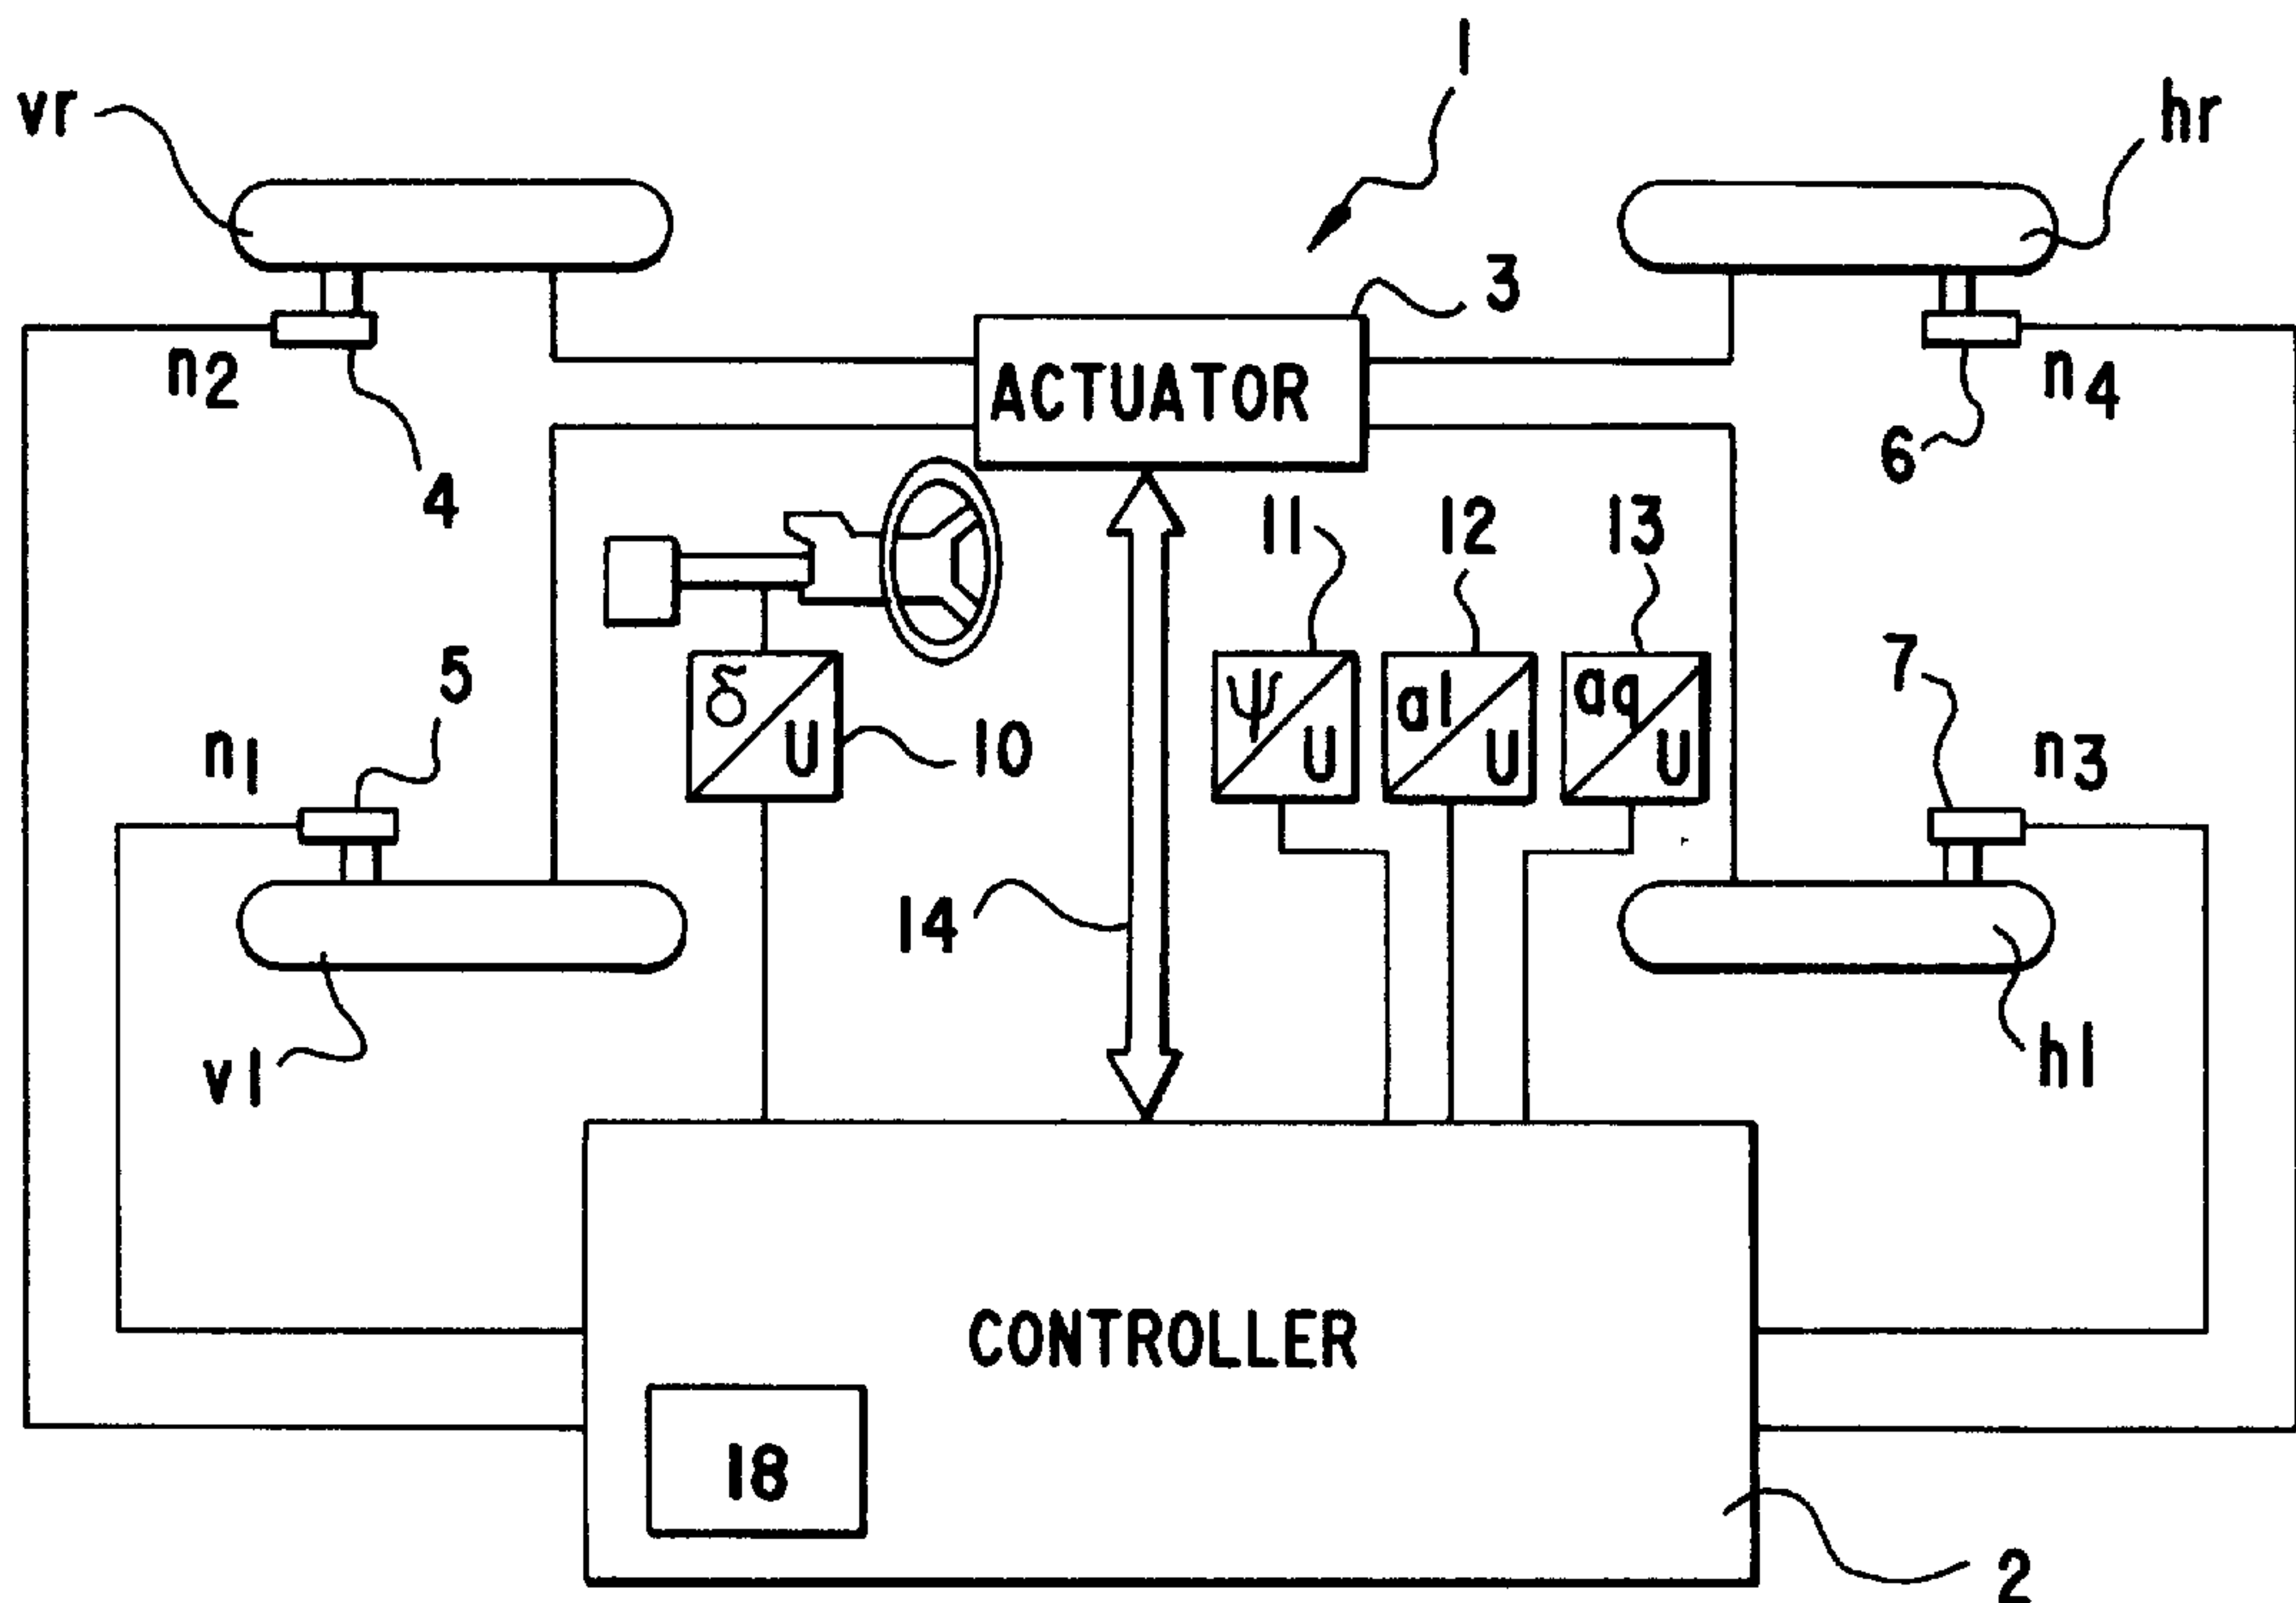 1
vr
hr
3
n2
ACTUATOR
n4
6
4
11
12
13
5
7
δ
U
10
ψ
U
al
U
aq
U
n1
n3
14
vl
hl
CONTROLLER
18
2